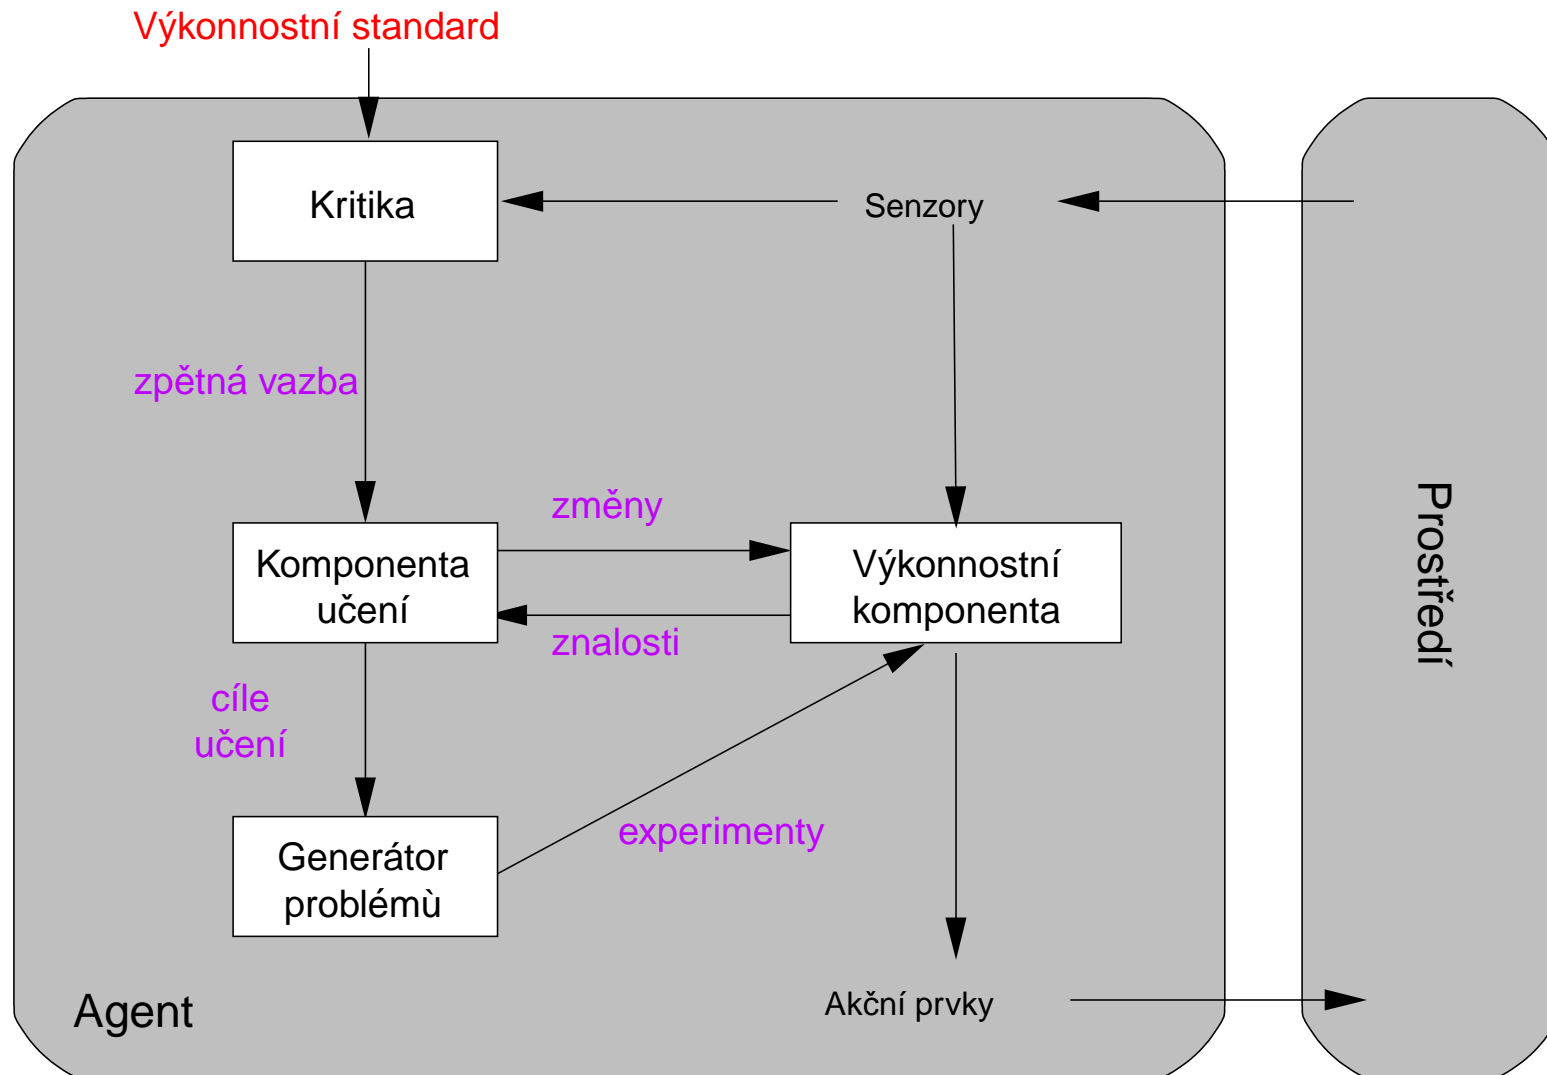 Výkonnostní standard
Kritika
Senzory
zpětná vazba
změny
Komponenta
učení
Výkonnostní
komponenta
znalosti
cíle
učení
experimenty
Generátor
problémù
Agent
Akční prvky
Prostředí